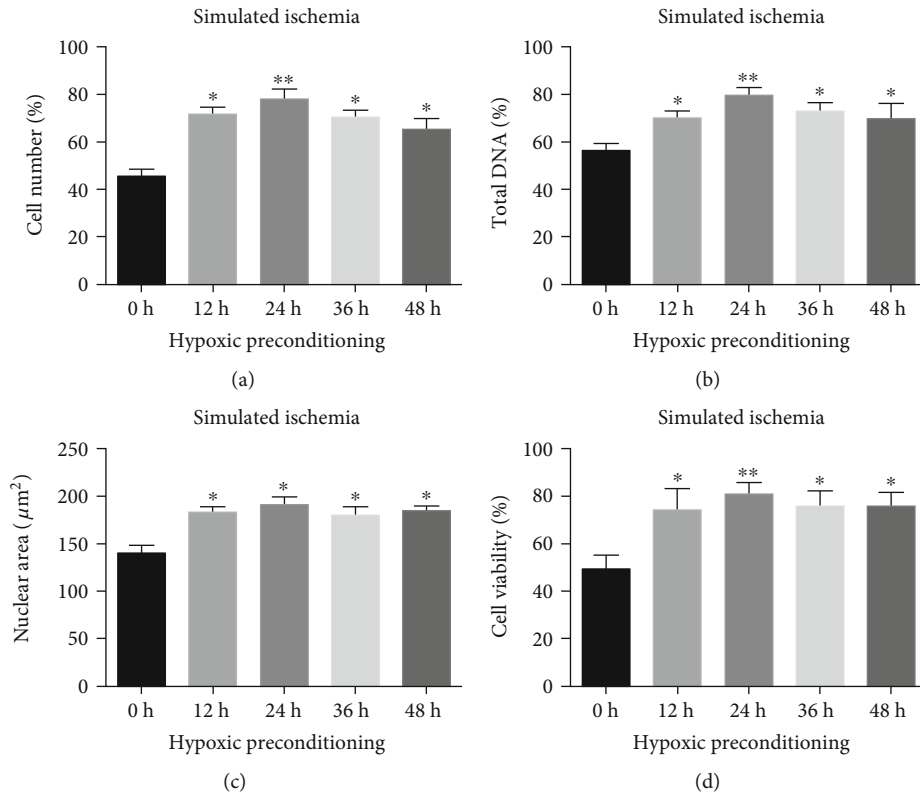 Simulated ischemia
Cell number (%)
100
80
60
40
20
0
*
**
*
*
0 h 12 h 24 h 36 h 48 h
Hypoxic preconditioning
(a)
Simulated ischemia
Total DNA (%)
100
80
60
40
20
0
*
**
*
*
0 h 12 h 24 h 36 h 48 h
Hypoxic preconditioning
(b)
Simulated ischemia
Nuclear area (μm²)
250
200
150
100
50
0
*
*
*
*
0 h 12 h 24 h 36 h 48 h
Hypoxic preconditioning
(c)
Simulated ischemia
Cell viability (%)
100
80
60
40
20
0
*
**
*
*
0 h 12 h 24 h 36 h 48 h
Hypoxic preconditioning
(d)